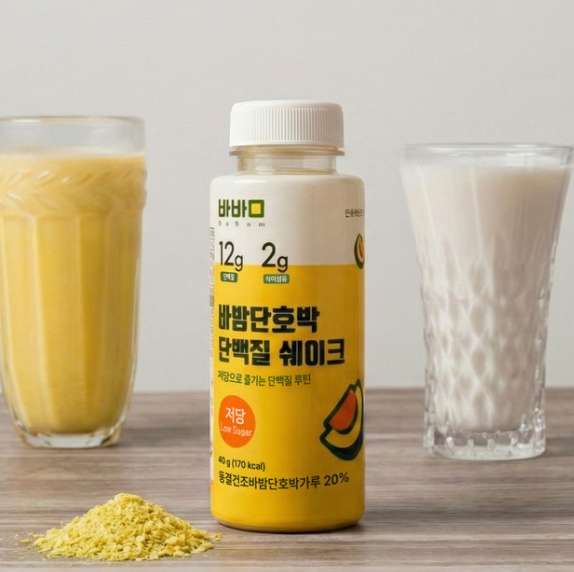 바바ㅁ
BaBam
12g 2g
단백질 식이섬유
바밤단호박
단백질 쉐이크
저당으로 즐기는 단백질 루틴
저당
Low Sugar
40 g (170 kcal)
동결건조바밤단호박가루 20%